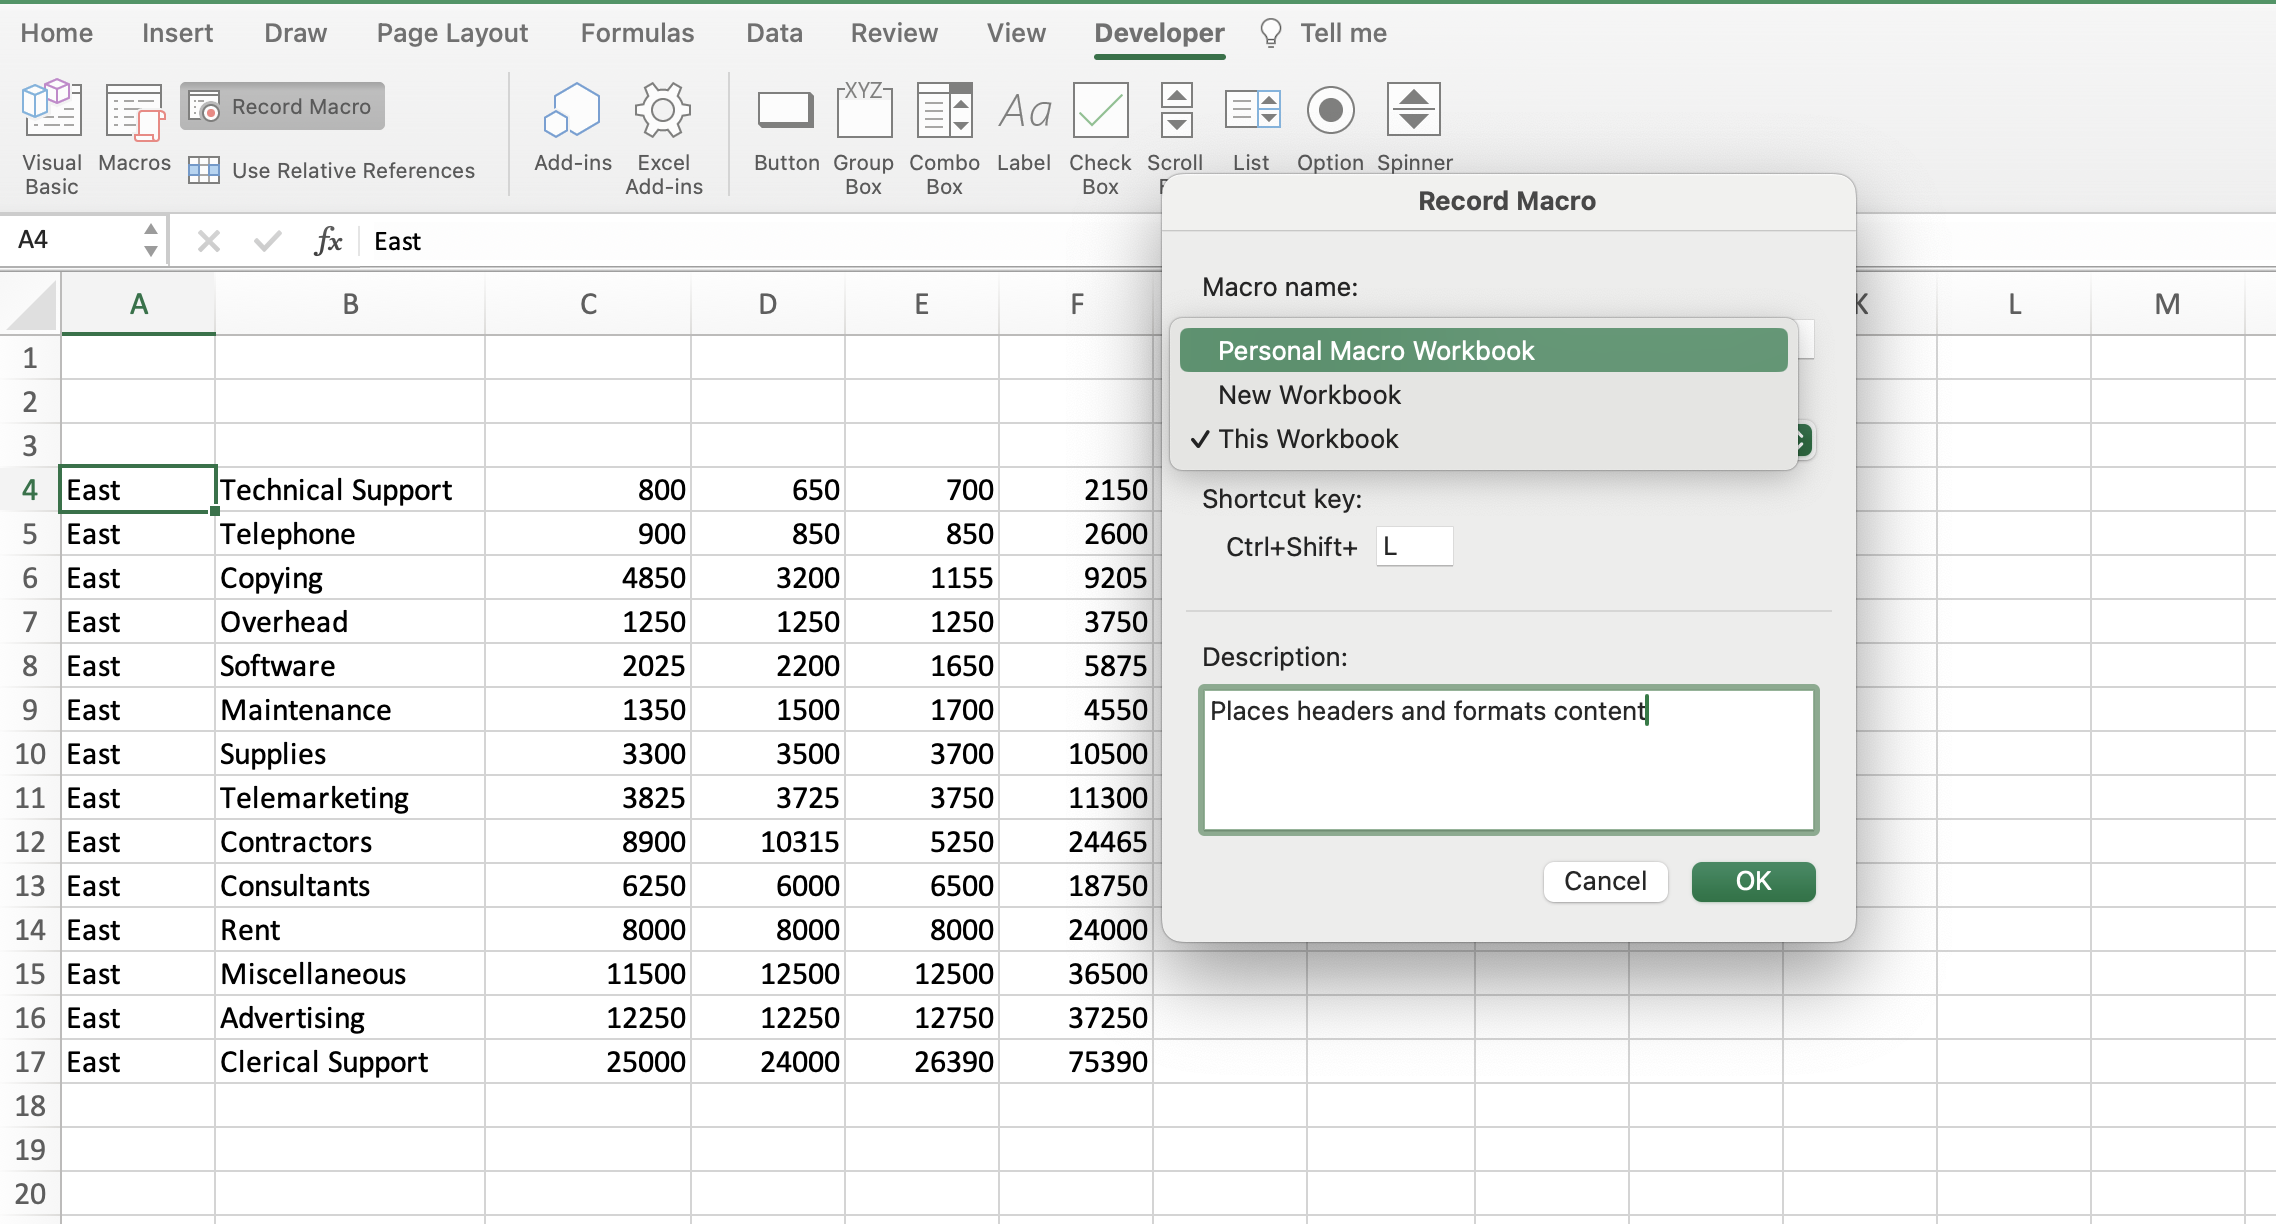 Home Insert Draw Page Layout Formulas Data Review View Developer Tell me
Visual Basic
Macros
Record Macro
Use Relative References
Add-ins
Excel Add-ins
Button
XYZ
Group Box
Combo Box
Aa
Label
Check Box
Scroll
List
Option
Spinner
A4 fx East
A B C D E F K L M
1
2
3
4 East Technical Support 800 650 700 2150
5 East Telephone 900 850 850 2600
6 East Copying 4850 3200 1155 9205
7 East Overhead 1250 1250 1250 3750
8 East Software 2025 2200 1650 5875
9 East Maintenance 1350 1500 1700 4550
10 East Supplies 3300 3500 3700 10500
11 East Telemarketing 3825 3725 3750 11300
12 East Contractors 8900 10315 5250 24465
13 East Consultants 6250 6000 6500 18750
14 East Rent 8000 8000 8000 24000
15 East Miscellaneous 11500 12500 12500 36500
16 East Advertising 12250 12250 12750 37250
17 East Clerical Support 25000 24000 26390 75390
18
19
20
Record Macro
Macro name:
Personal Macro Workbook
New Workbook
✓ This Workbook
Shortcut key:
Ctrl+Shift+ L
Description:
Places headers and formats content
Cancel OK